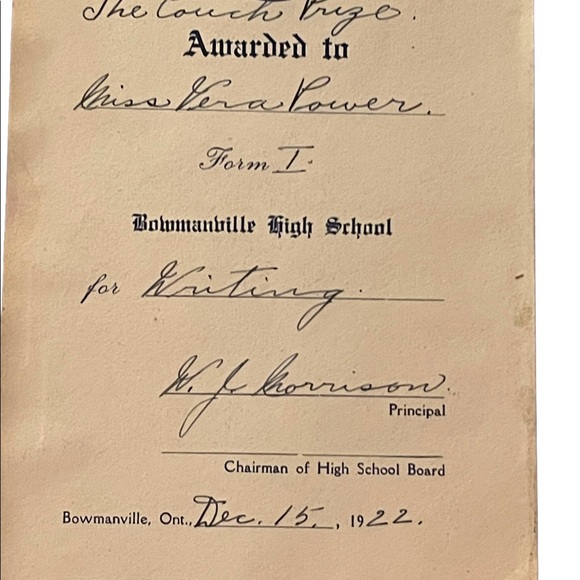 The Couch Prize.
Awarded to
Miss Vera Power.
Form I.
Bowmanville High School
for Writing.
W. J. Morrison.
Principal
Chairman of High School Board
Bowmanville, Ont., Dec. 15, 1922.